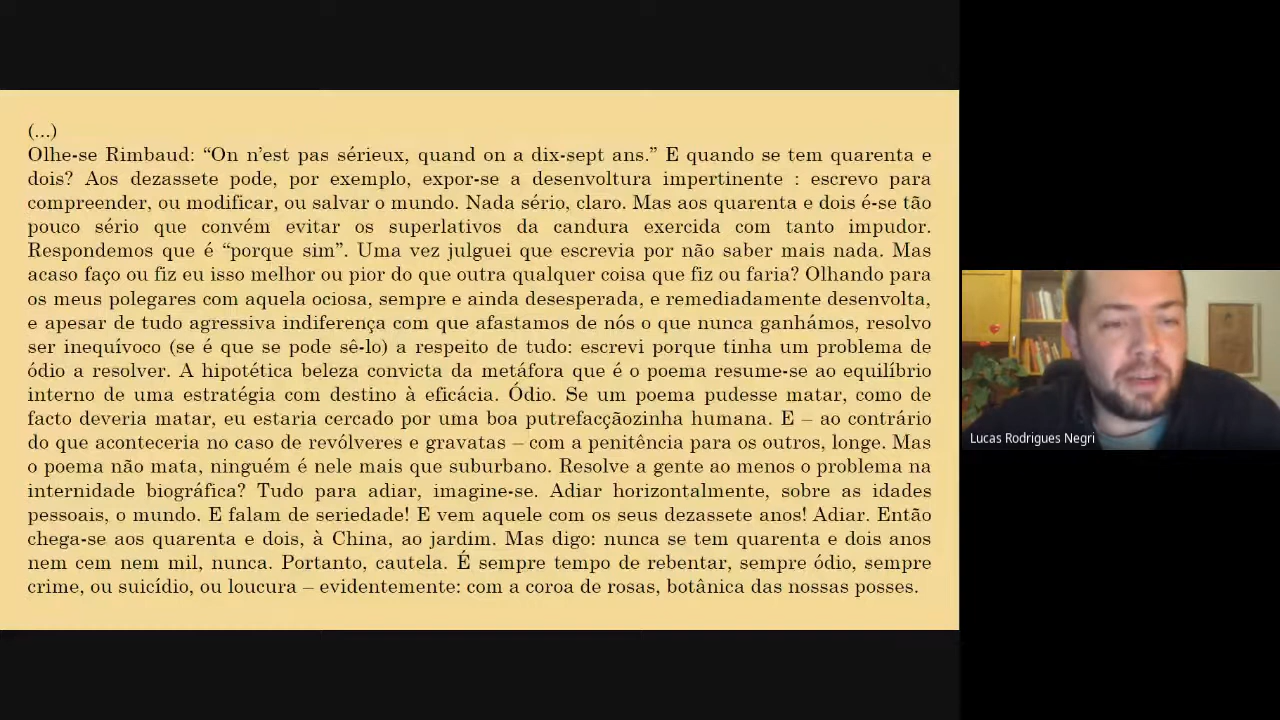 (...)
Olhe-se Rimbaud: “On n’est pas sérieux, quand on a dix-sept ans.” E quando se tem quarenta e
dois? Aos dezassete pode, por exemplo, expor-se a desenvoltura impertinente : escrevo para
compreender, ou modificar, ou salvar o mundo. Nada sério, claro. Mas aos quarenta e dois é-se tão
pouco sério que convém evitar os superlativos da candura exercida com tanto impudor.
Respondemos que é “porque sim”. Uma vez julguei que escrevia por não saber mais nada. Mas
acaso faço ou fiz eu isso melhor ou pior do que outra qualquer coisa que fiz ou faria? Olhando para
os meus polegares com aquela ociosa, sempre e ainda desesperada, e remediadamente desenvolta,
e apesar de tudo agressiva indiferença com que afastamos de nós o que nunca ganhámos, resolvo
ser inequívoco (se é que se pode sê-lo) a respeito de tudo: escrevi porque tinha um problema de
ódio a resolver. A hipotética beleza convicta da metáfora que é o poema resume-se ao equilíbrio
interno de uma estratégia com destino à eficácia. Ódio. Se um poema pudesse matar, como de
facto deveria matar, eu estaria cercado por uma boa putrefacçãozinha humana. E – ao contrário
do que aconteceria no caso de revólveres e gravatas – com a penitência para os outros, longe. Mas
o poema não mata, ninguém é nele mais que suburbano. Resolve a gente ao menos o problema na
internidade biográfica? Tudo para adiar, imagine-se. Adiar horizontalmente, sobre as idades
pessoais, o mundo. E falam de seriedade! E vem aquele com os seus dezassete anos! Adiar. Então
chega-se aos quarenta e dois, à China, ao jardim. Mas digo: nunca se tem quarenta e dois anos
nem cem nem mil, nunca. Portanto, cautela. É sempre tempo de rebentar, sempre ódio, sempre
crime, ou suicídio, ou loucura – evidentemente: com a coroa de rosas, botânica das nossas posses.
Lucas Rodrigues Negri